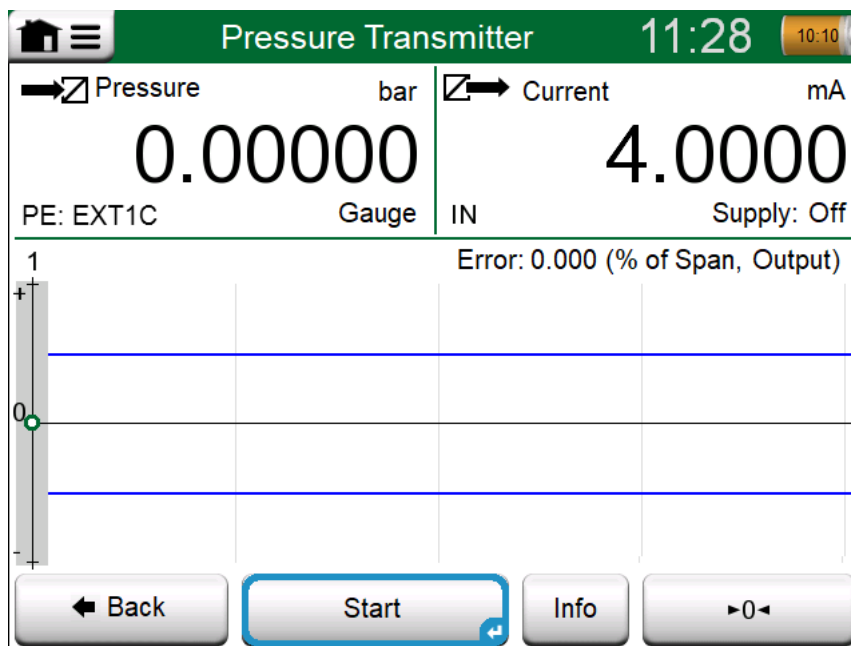 Pressure Transmitter 11:28 10:10
Pressure bar
0.00000
PE: EXT1C Gauge
Current mA
4.0000
IN Supply: Off
1 Error: 0.000 (% of Span, Output)
+
0
-
Back Start Info ►0◄